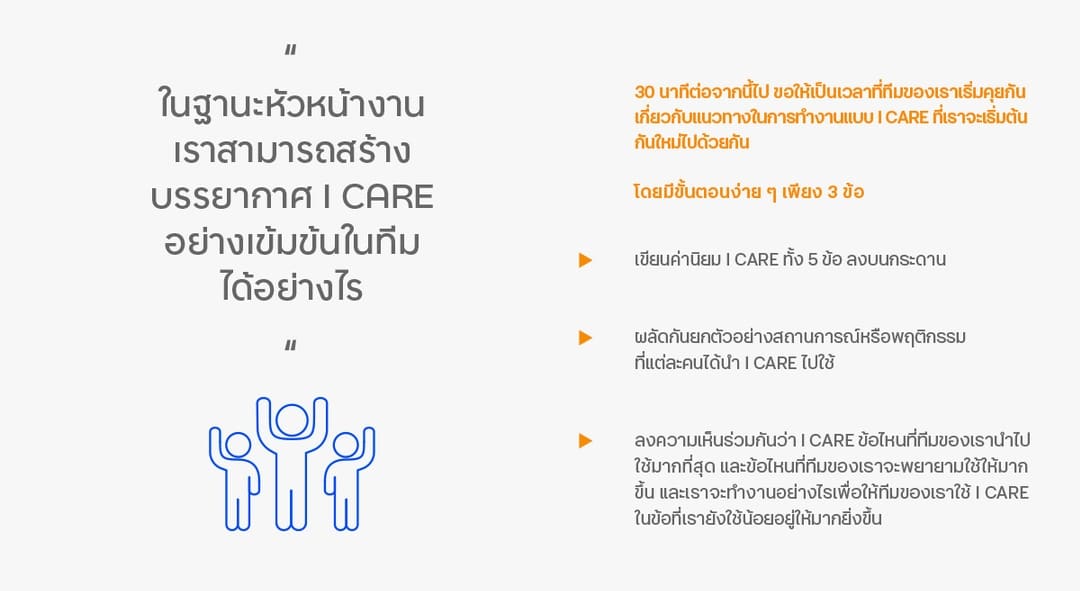 “
ในฐานะหัวหน้างาน
เราสามารถสร้าง
บรรยากาศ I CARE
อย่างเข้มข้นในทีม
ได้อย่างไร
“
30 นาทีต่อจากนี้ไป ขอให้เป็นเวลาที่ทีมของเราเริ่มคุยกัน
เกี่ยวกับแนวทางในการทำงานแบบ I CARE ที่เราจะเริ่มต้น
กันใหม่ไปด้วยกัน
โดยมีขั้นตอนง่าย ๆ เพียง 3 ข้อ
เขียนค่านิยม I CARE ทั้ง 5 ข้อ ลงบนกระดาน
ผลัดกันยกตัวอย่างสถานการณ์หรือพฤติกรรม
ที่แต่ละคนได้นำ I CARE ไปใช้
ลงความเห็นร่วมกันว่า I CARE ข้อไหนที่ทีมของเรานำไป
ใช้มากที่สุด และข้อไหนที่ทีมของเราจะพยายามใช้ให้มาก
ขึ้น และเราจะทำงานอย่างไรเพื่อให้ทีมของเราใช้ I CARE
ในข้อที่เรายังใช้น้อยอยู่ให้มากยิ่งขึ้น